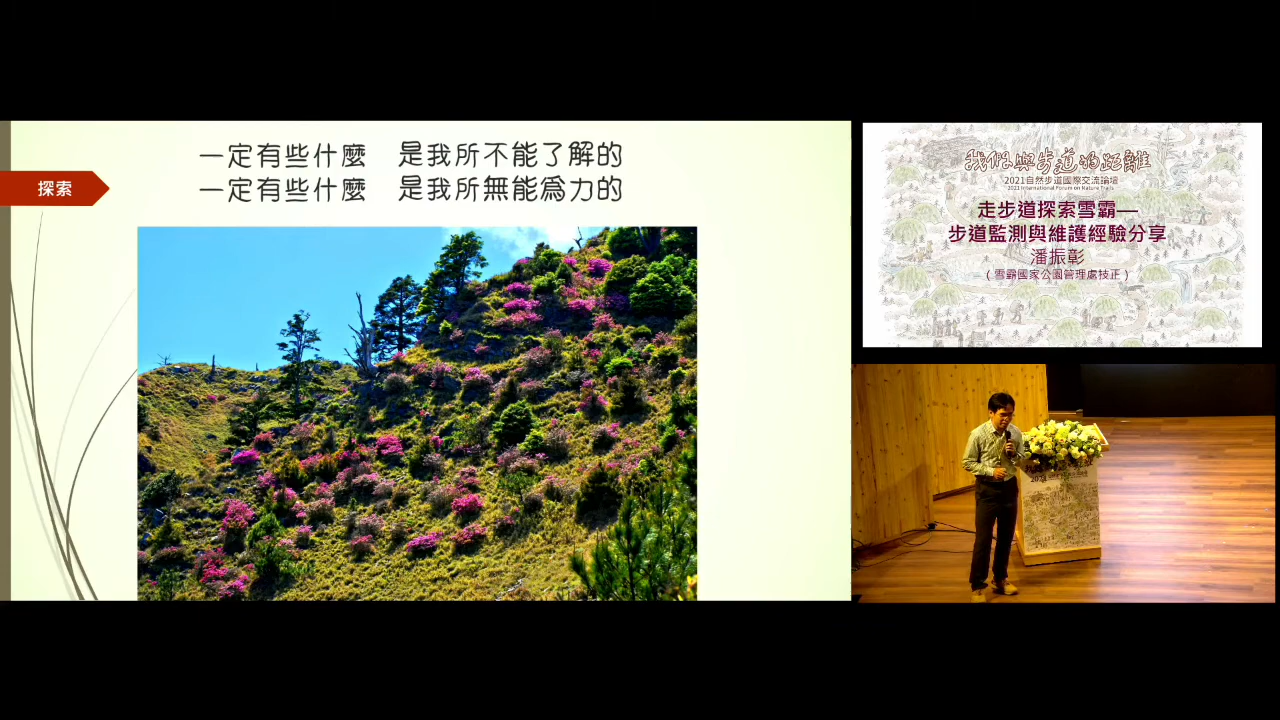 一定有些什麼 是我所不能了解的
一定有些什麼 是我所無能為力的
探索
我們與步道的距離
2021自然步道國際交流論壇
2021 International Forum on Nature Trails
走步道探索雪霸—
步道監測與維護經驗分享
潘振彰
(雪霸國家公園管理處技正)